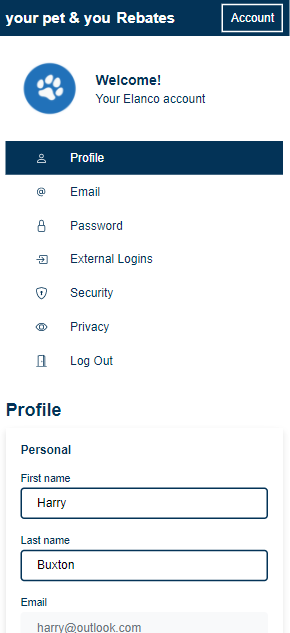 your pet & you Rebates
Account
Welcome!
Your Elanco account
Profile
Email
Password
External Logins
Security
Privacy
Log Out
Profile
Personal
First name
Harry
Last name
Buxton
Email
harry@outlook.com